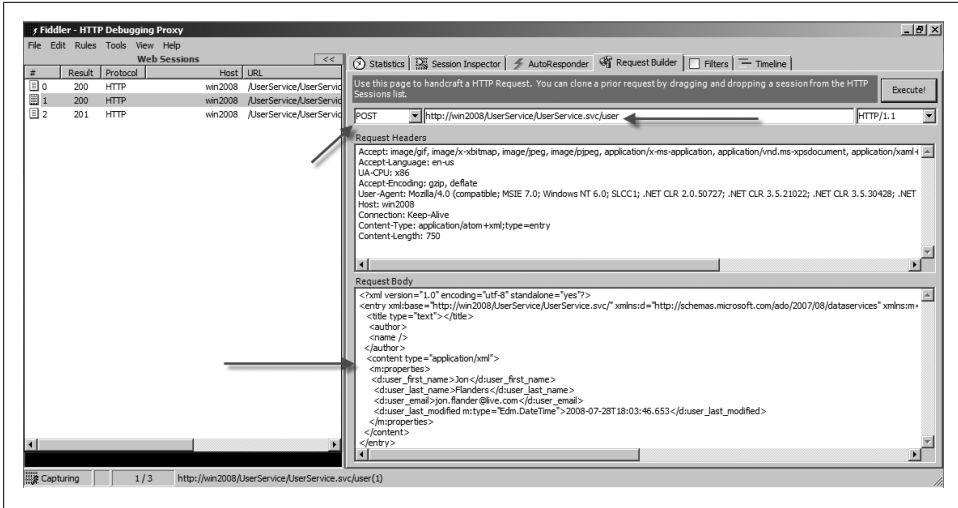 Fiddler - HTTP Debugging Proxy
File Edit Rules Tools View Help
Web Sessions <<
# Result Protocol Host URL
0 200 HTTP win2008 /UserService/UserServic
1 200 HTTP win2008 /UserService/UserServic
2 201 HTTP win2008 /UserService/UserServic
Statistics Session Inspector AutoResponder Request Builder Filters Timeline
Use this page to handcraft a HTTP Request. You can clone a prior request by dragging and dropping a session from the HTTP
Sessions list.
Execute!
POST http://win2008/UserService/UserService.svc/user HTTP/1.1
Request Headers
Accept: image/gif, image/x-xbitmap, image/jpeg, image/pjpeg, application/x-ms-application, application/vnd.ms-xpsdocument, application/xaml+
Accept-Language: en-us
UA-CPU: x86
Accept-Encoding: gzip, deflate
User-Agent: Mozilla/4.0 (compatible; MSIE 7.0; Windows NT 6.0; SLCC1; .NET CLR 2.0.50727; .NET CLR 3.5.21022; .NET CLR 3.5.30428; .NET
Host: win2008
Connection: Keep-Alive
Content-Type: application/atom+xml;type=entry
Content-Length: 750
Request Body
<?xml version="1.0" encoding="utf-8" standalone="yes"?>
<entry xml:base="http://win2008/UserService/UserService.svc/" xmlns:d="http://schemas.microsoft.com/ado/2007/08/dataservices" xmlns:m=
<title type="text"></title>
<author>
<name />
</author>
<content type="application/xml">
<m:properties>
<d:user_first_name>Jon</d:user_first_name>
<d:user_last_name>Flanders</d:user_last_name>
<d:user_email>jon.flander@live.com</d:user_email>
<d:user_last_modified m:type="Edm.DateTime">2008-07-28T18:03:46.653</d:user_last_modified>
</m:properties>
</content>
</entry>
Capturing 1 / 3 http://win2008/UserService/UserService.svc/user(1)